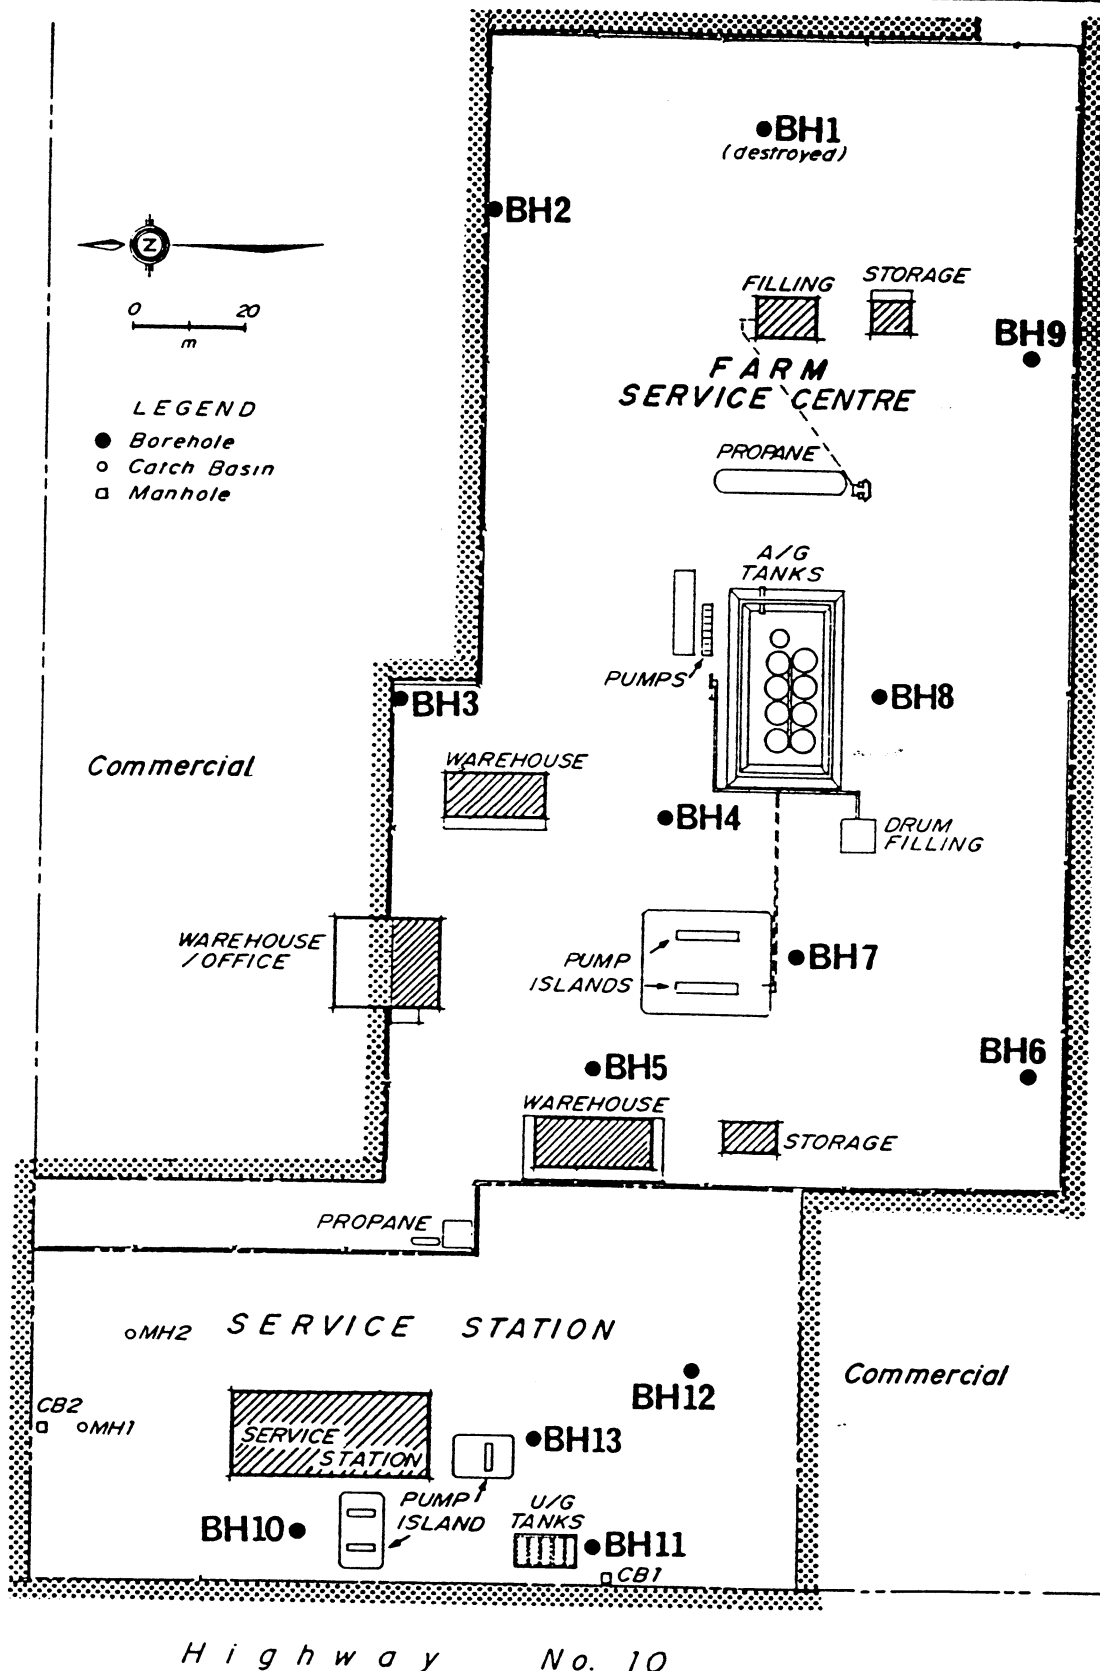 BH1
(destroyed)
BH2
Z
0 20
m
FILLING
STORAGE
BH9
FARM
SERVICE CENTRE
LEGEND
Borehole
Catch Basin
Manhole
PROPANE
A/G
TANKS
PUMPS
BH3
BH8
Commercial
WAREHOUSE
BH4
DRUM
FILLING
WAREHOUSE
/OFFICE
PUMP
ISLANDS
BH7
BH5
BH6
WAREHOUSE
STORAGE
PROPANE
MH2
SERVICE STATION
BH12
Commercial
CB2
MH1
SERVICE
STATION
BH13
PUMP
ISLAND
U/G
TANKS
BH10
BH11
CB1
Highway No. 10